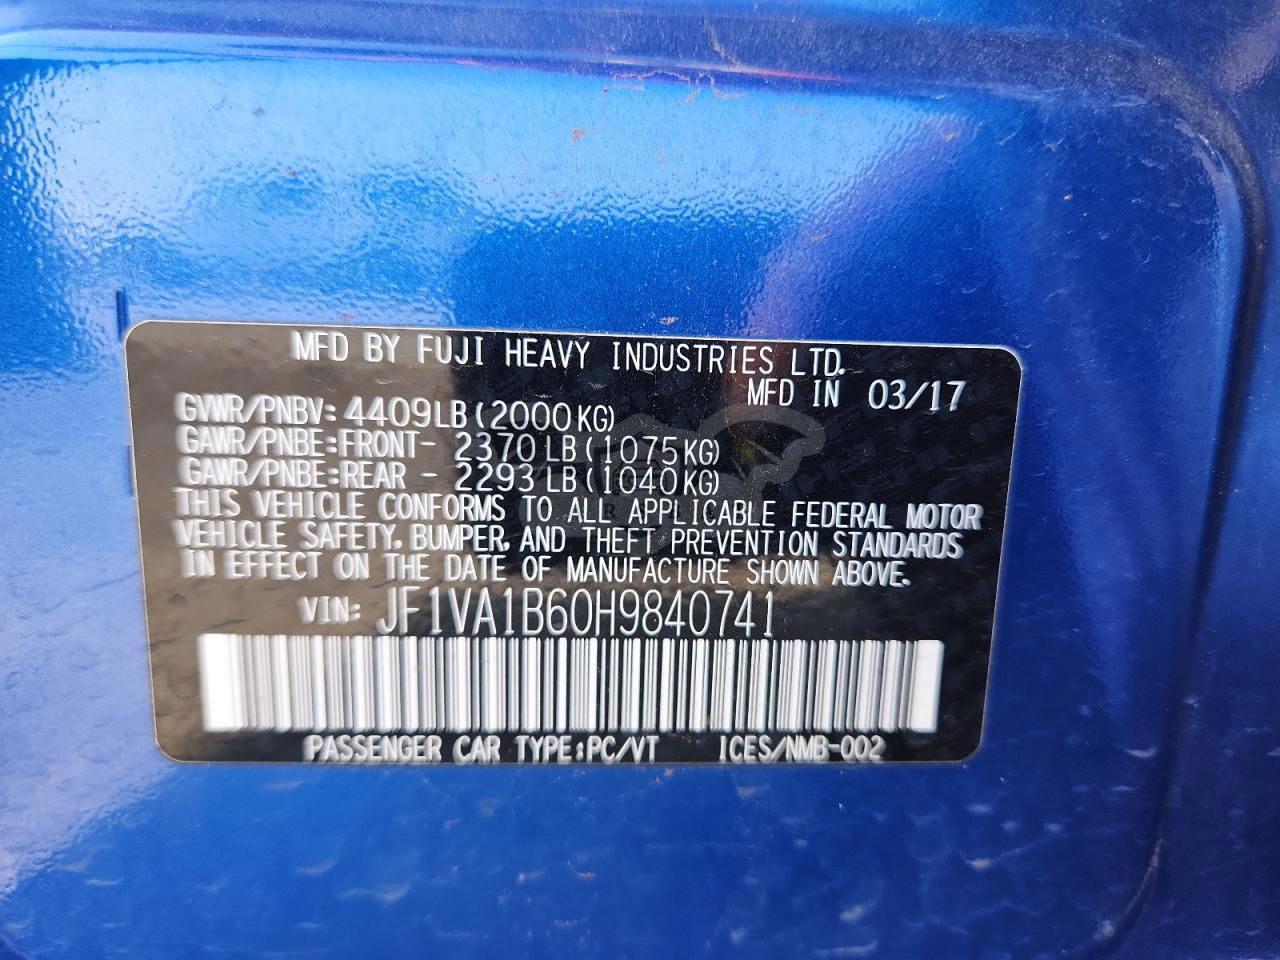 MFD BY FUJI HEAVY INDUSTRIES LTD.
MFD IN 03/17
GVWR/PNBV: 4409LB (2000KG)
GAWR/PNBE:FRONT- 2370LB (1075KG)
GAWR/PNBE:REAR - 2293LB (1040KG)
THIS VEHICLE CONFORMS TO ALL APPLICABLE FEDERAL MOTOR
VEHICLE SAFETY, BUMPER, AND THEFT PREVENTION STANDARDS
IN EFFECT ON THE DATE OF MANUFACTURE SHOWN ABOVE.
VIN: JF1VA1B60H9840741
PASSENGER CAR TYPE:PC/VT ICES/NMB-002